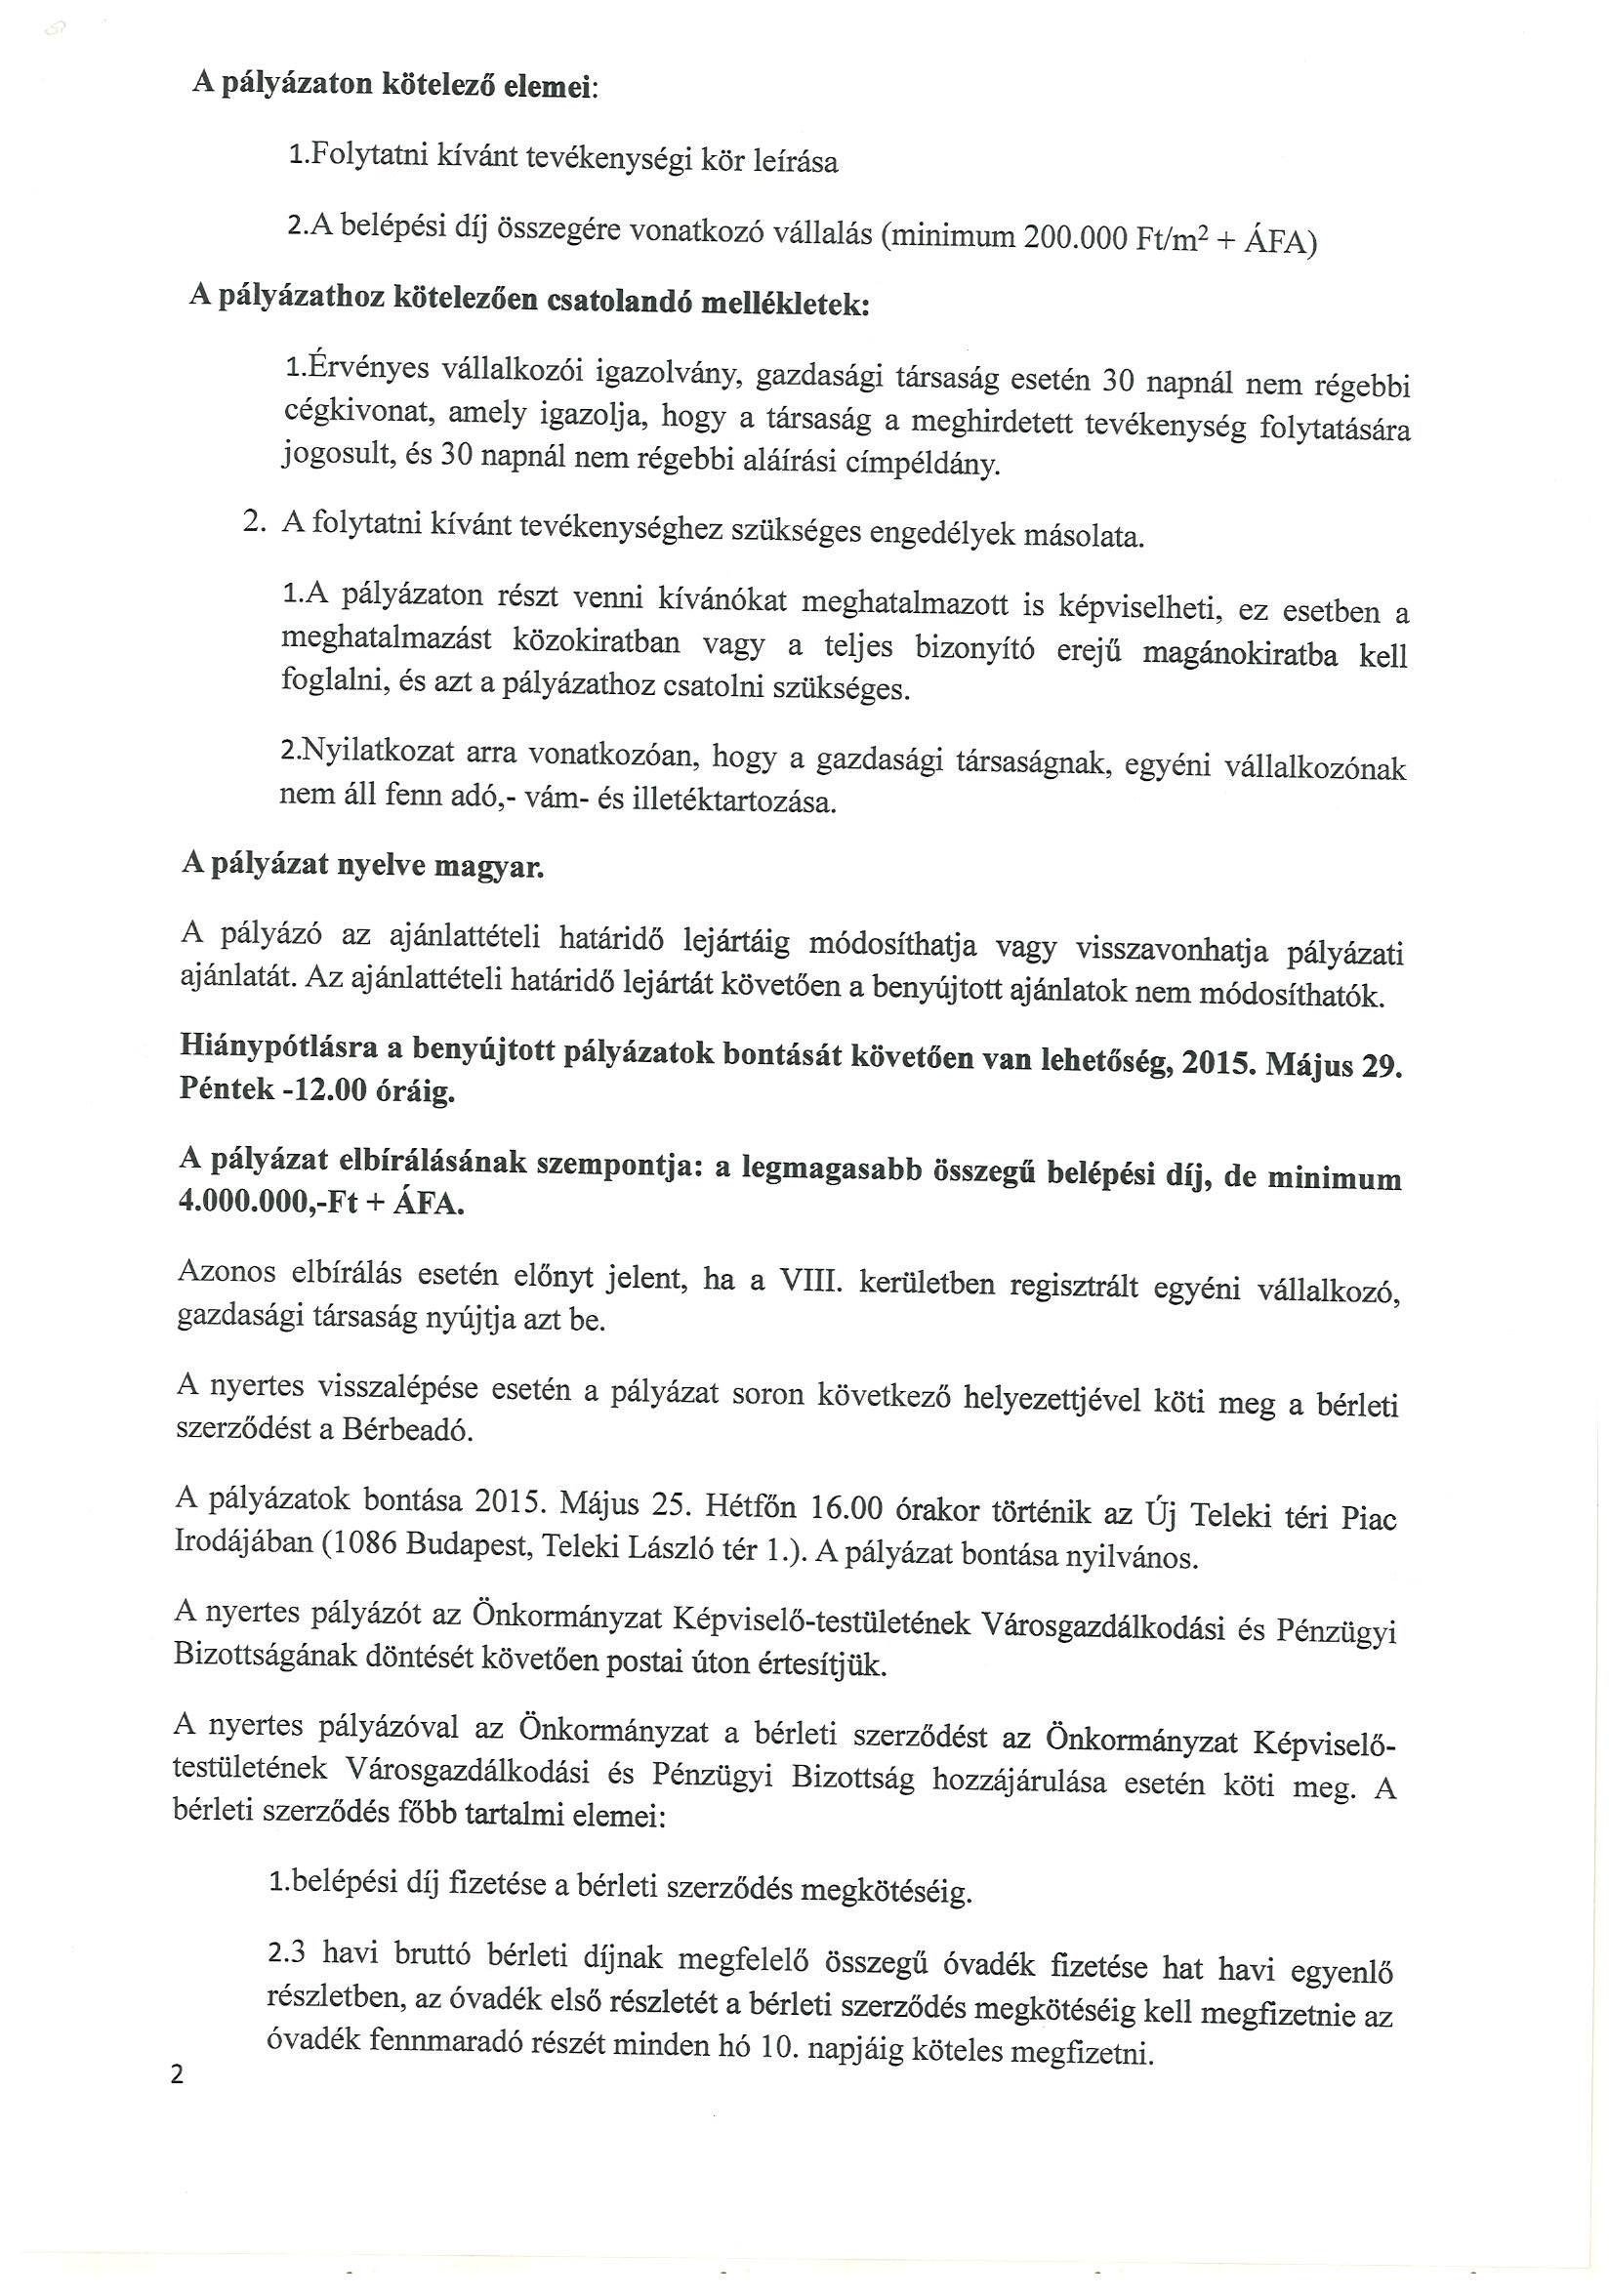 A pályázaton kötelező elemei:
1.Folytatni kívánt tevékenységi kör leírása
2.A belépési díj összegére vonatkozó vállalás (minimum 200.000 Ft/m² + ÁFA)
A pályázathoz kötelezően csatolandó mellékletek:
1.Érvényes vállalkozói igazolvány, gazdasági társaság esetén 30 napnál nem régebbi
cégkivonat, amely igazolja, hogy a társaság a meghirdetett tevékenység folytatására
jogosult, és 30 napnál nem régebbi aláírási címpéldány.
2. A folytatni kívánt tevékenységhez szükséges engedélyek másolata.
1.A pályázaton részt venni kívánókat meghatalmazott is képviselheti, ez esetben a
meghatalmazást közokiratban vagy a teljes bizonyító erejű magánokiratba kell
foglalni, és azt a pályázathoz csatolni szükséges.
2.Nyilatkozat arra vonatkozóan, hogy a gazdasági társaságnak, egyéni vállalkozónak
nem áll fenn adó,- vám- és illetéktartozása.
A pályázat nyelve magyar.
A pályázó az ajánlattételi határidő lejártáig módosíthatja vagy visszavonhatja pályázati
ajánlatát. Az ajánlattételi határidő lejártát követően a benyújtott ajánlatok nem módosíthatók.
Hiánypótlásra a benyújtott pályázatok bontását követően van lehetőség, 2015. Május 29.
Péntek -12.00 óráig.
A pályázat elbírálásának szempontja: a legmagasabb összegű belépési díj, de minimum
4.000.000,-Ft + ÁFA.
Azonos elbírálás esetén előnyt jelent, ha a VIII. kerületben regisztrált egyéni vállalkozó,
gazdasági társaság nyújtja azt be.
A nyertes visszalépése esetén a pályázat soron következő helyezettjével köti meg a bérleti
szerződést a Bérbeadó.
A pályázatok bontása 2015. Május 25. Hétfőn 16.00 órakor történik az Új Teleki téri Piac
Irodájában (1086 Budapest, Teleki László tér 1.). A pályázat bontása nyilvános.
A nyertes pályázót az Önkormányzat Képviselő-testületének Városgazdálkodási és Pénzügyi
Bizottságának döntését követően postai úton értesítjük.
A nyertes pályázóval az Önkormányzat a bérleti szerződést az Önkormányzat Képviselő-
testületének Városgazdálkodási és Pénzügyi Bizottság hozzájárulása esetén köti meg. A
bérleti szerződés főbb tartalmi elemei:
1.belépési díj fizetése a bérleti szerződés megkötéséig.
2.3 havi bruttó bérleti díjnak megfelelő összegű óvadék fizetése hat havi egyenlő
részletben, az óvadék első részletét a bérleti szerződés megkötéséig kell megfizetnie az
óvadék fennmaradó részét minden hó 10. napjáig köteles megfizetni.
2